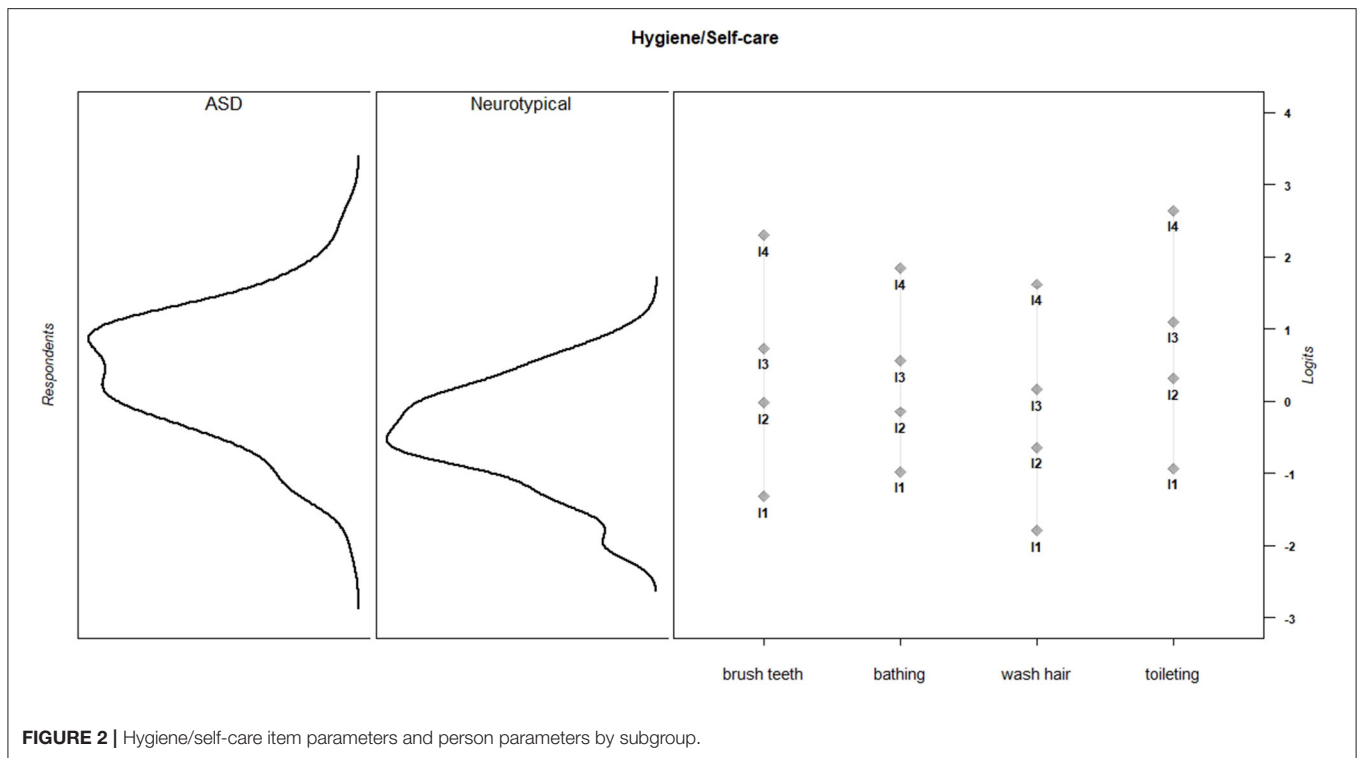 Hygiene/Self-care
ASD
Neurotypical
Respondents
I4
I3
I2
I1
I4
I3
I2
I1
I4
I3
I2
I1
I4
I3
I2
I1
4
3
2
1
0
-1
-2
-3
Logits
brush teeth
bathing
wash hair
toileting
FIGURE 2 | Hygiene/self-care item parameters and person parameters by subgroup.